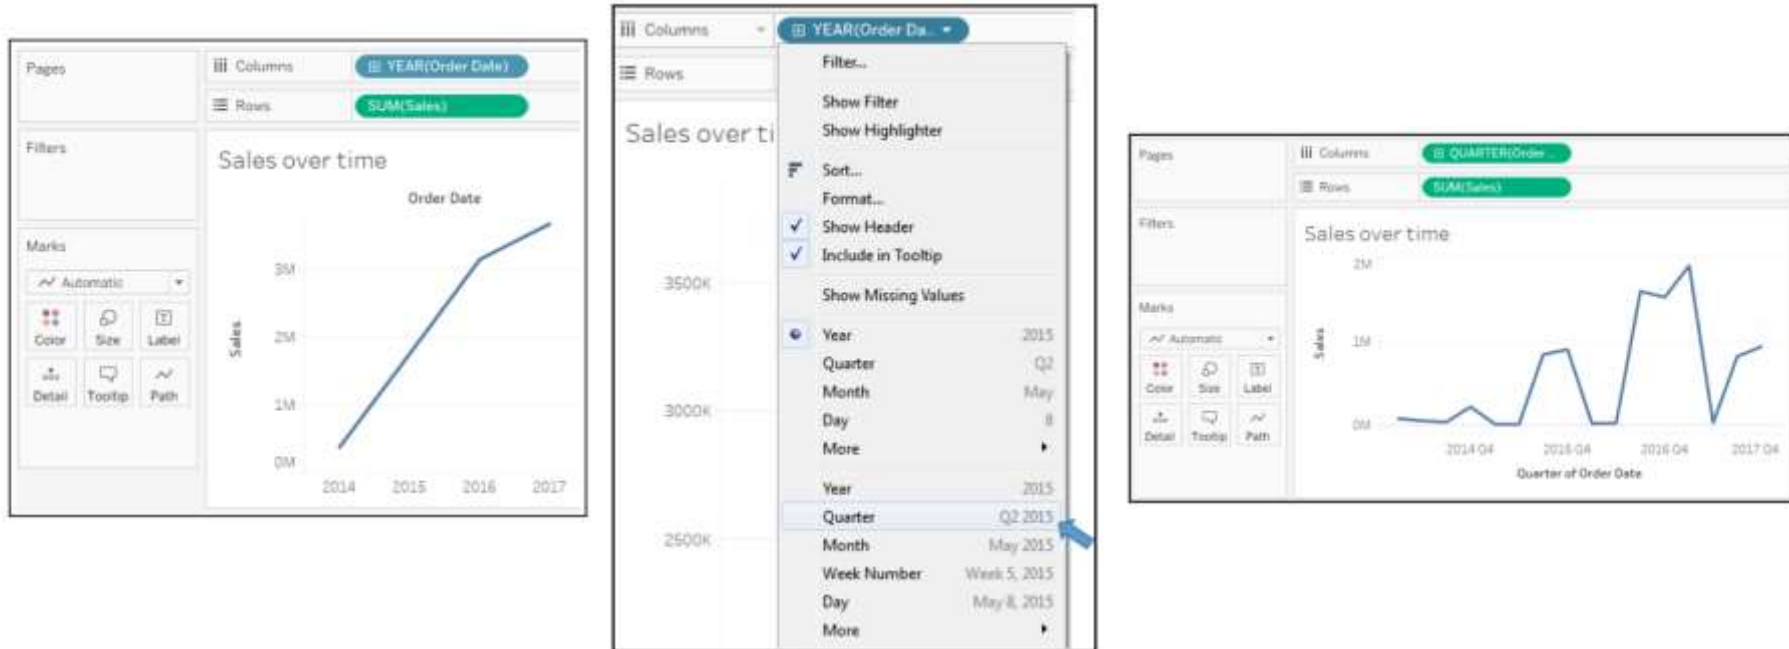 Pages
Columns
YEAR(Order Date)
Rows
SUM(Sales)
Filters
Sales over time
Order Date
Marks
Automatic
Color
Size
Label
Detail
Tooltip
Path
Sales
3M
2M
1M
0M
2014
2015
2016
2017
Columns
YEAR(Order Da..
Rows
Sales over ti
3500K
3000K
2500K
Filter...
Show Filter
Show Highlighter
Sort...
Format...
Show Header
Include in Tooltip
Show Missing Values
Year 2015
Quarter Q2
Month May
Day 8
More
Year 2015
Quarter Q2 2015
Month May 2015
Week Number Week 5, 2015
Day May 8, 2015
More
Pages
Columns
QUARTER(Order ..
Rows
SUM(Sales)
Filters
Sales over time
Marks
Automatic
Color
Size
Label
Detail
Tooltip
Path
Sales
2M
1M
0M
2014 Q4
2015 Q4
2016 Q4
2017 Q4
Quarter of Order Date